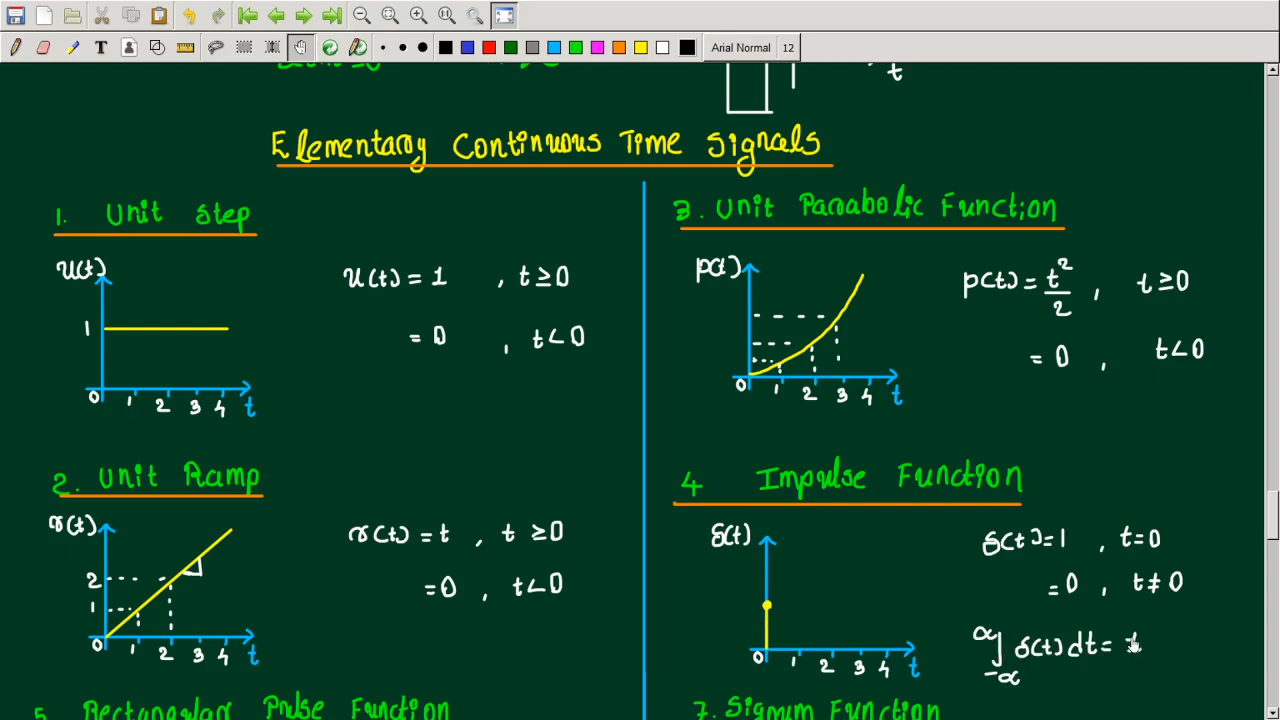 Arial Normal 12
t
Elementary Continuous Time Signals
1. Unit Step
u(t)
1
0 1 2 3 4 t
u(t) = 1 , t ≥ 0
= 0 , t < 0
2. Unit Ramp
r(t)
2
1
0 1 2 3 4 t
r(t) = t , t ≥ 0
= 0 , t < 0
5. Rectangular Pulse Function
3. Unit Parabolic Function
p(t)
0 1 2 3 4 t
p(t) = t²/2 , t ≥ 0
= 0 , t < 0
4 Impulse Function
δ(t)
0 1 2 3 4 t
δ(t) = 1 , t = 0
= 0 , t ≠ 0
∝
∫ δ(t) dt =
-∝
7. Signum Function